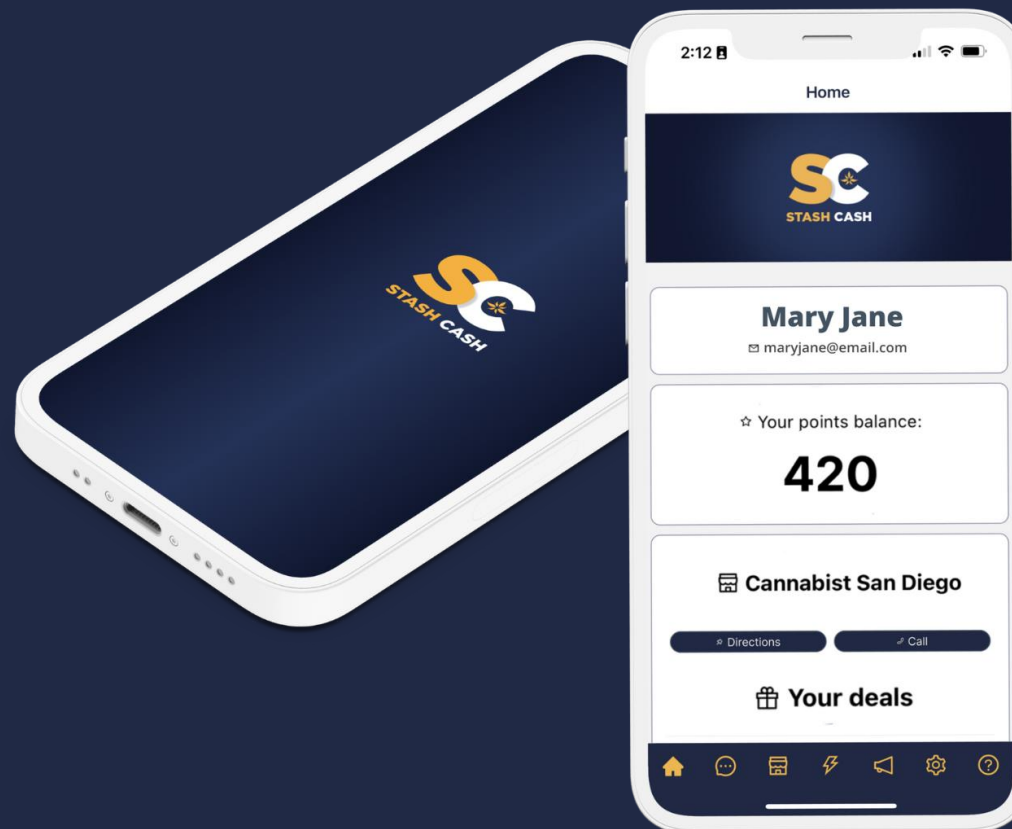 SC
STASH CASH
2:12
Home
SC
STASH CASH
Mary Jane
maryjane@email.com
Your points balance:
420
Cannabist San Diego
Directions
Call
Your deals